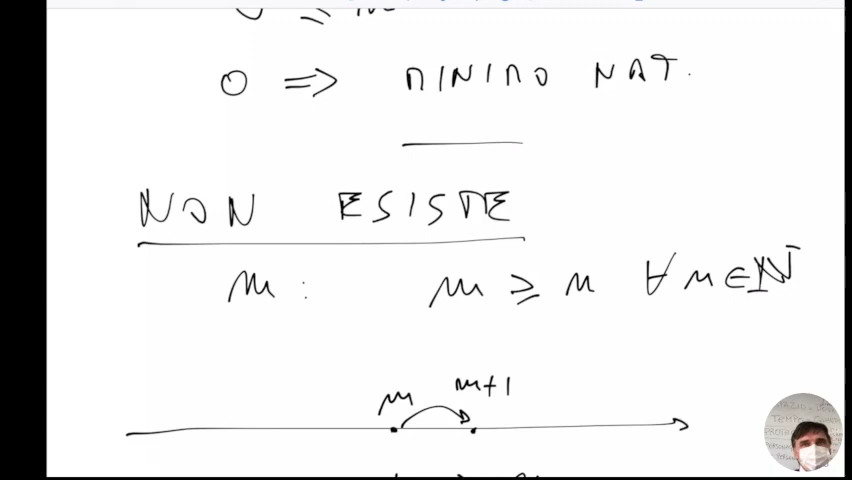 0 ⇒ MINIMO NAT.
NON ESISTE
m : m ≥ n ∀ n ∈ ℕ
m m+1